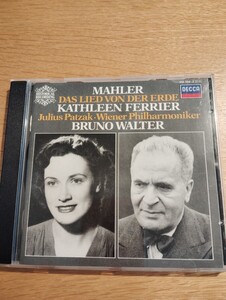 MAHLER
DAS LIED VON DER ERDE
KATHLEEN FERRIER
Julius Patzak·Wiener Philharmoniker
BRUNO WALTER
DECCA